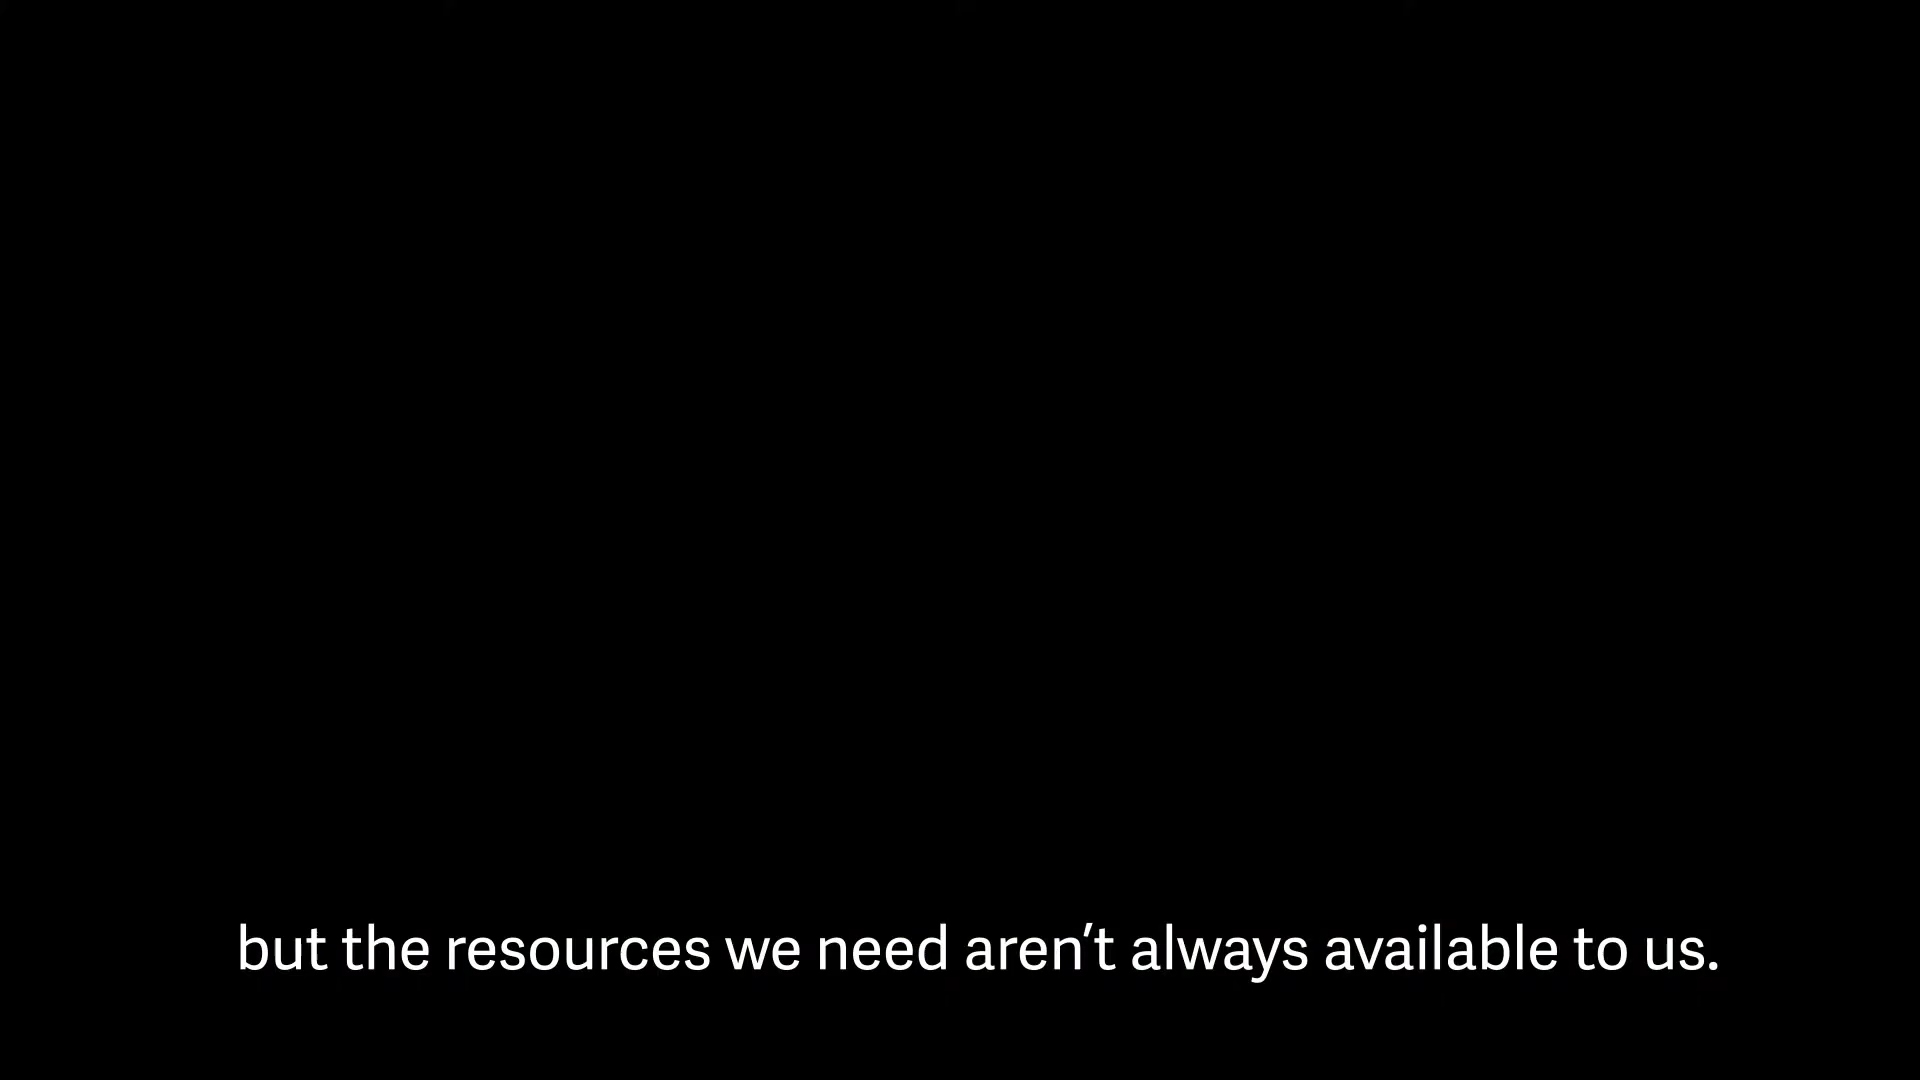 but the resources we need aren’t always available to us.